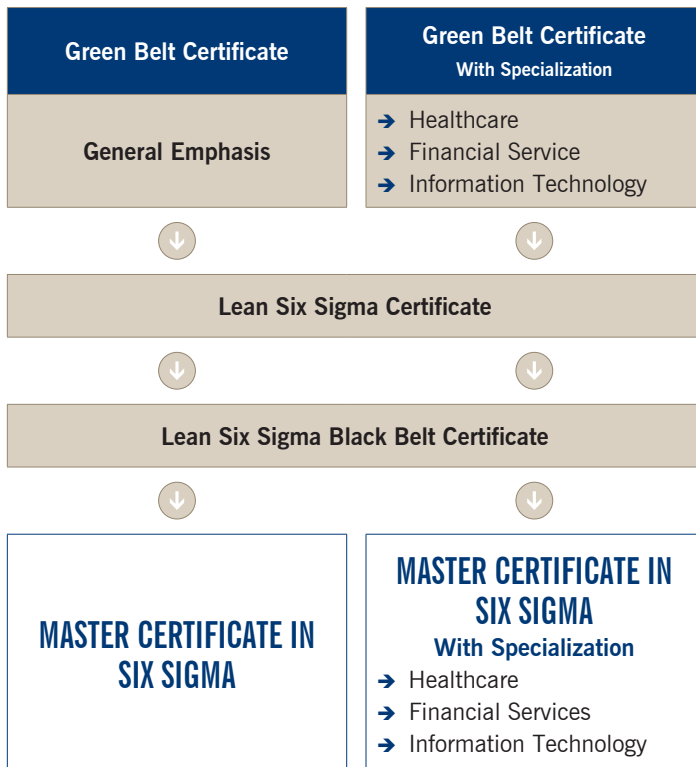 Green Belt Certificate
General Emphasis
Green Belt Certificate
With Specialization
Healthcare
Financial Service
Information Technology
Lean Six Sigma Certificate
Lean Six Sigma Black Belt Certificate
MASTER CERTIFICATE IN
SIX SIGMA
MASTER CERTIFICATE IN
SIX SIGMA
With Specialization
Healthcare
Financial Services
Information Technology